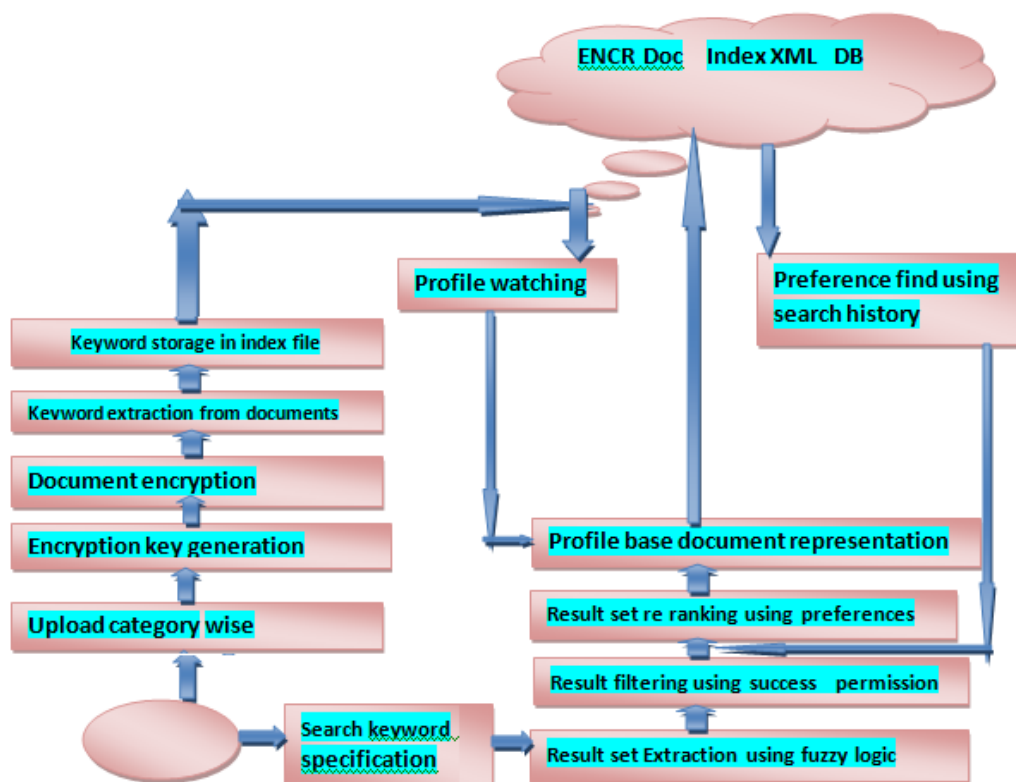 ENCR Doc Index XML DB
Profile watching
Preference find using
search history
Keyword storage in index file
Keyword extraction from documents
Document encryption
Encryption key generation
Upload category wise
Profile base document representation
Result set re ranking using preferences
Result filtering using success permission
Search keyword
specification
Result set Extraction using fuzzy logic